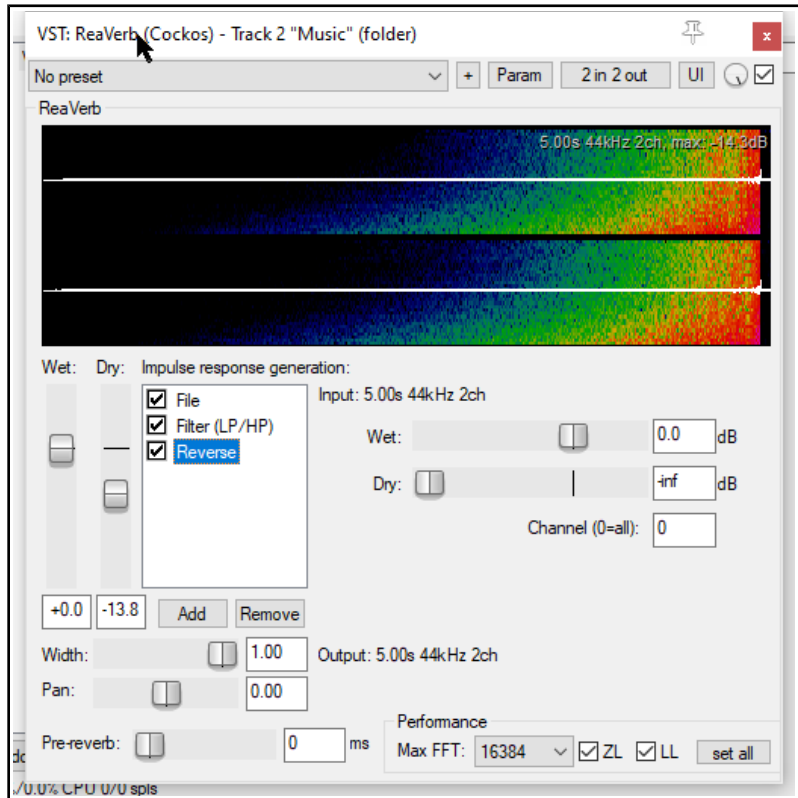 VST: ReaVerb (Cockos) - Track 2 "Music" (folder)
x
No preset
+
Param
2 in 2 out
UI
ReaVerb
5.00s 44kHz 2ch, max: -14.3dB
Wet: Dry: Impulse response generation:
File
Filter (LP/HP)
Reverse
Input: 5.00s 44kHz 2ch
Wet: 0.0 dB
Dry: -inf dB
Channel (0=all): 0
+0.0 -13.8 Add Remove
Width: 1.00 Output: 5.00s 44kHz 2ch
Pan: 0.00
Performance
Pre-reverb: 0 ms Max FFT: 16384 ZL LL set all
/0.0% CPU 0/0 spls